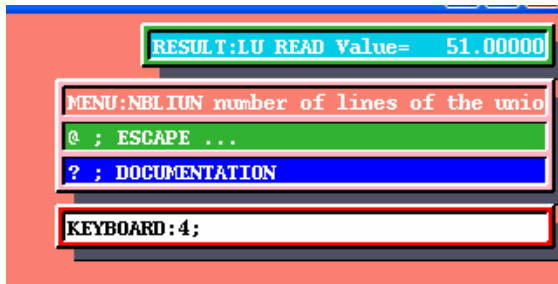 RESULT:LU READ Value= 51.00000
MENU:NBLIUN number of lines of the unio
@ ; ESCAPE ...
? ; DOCUMENTATION
KEYBOARD:4;